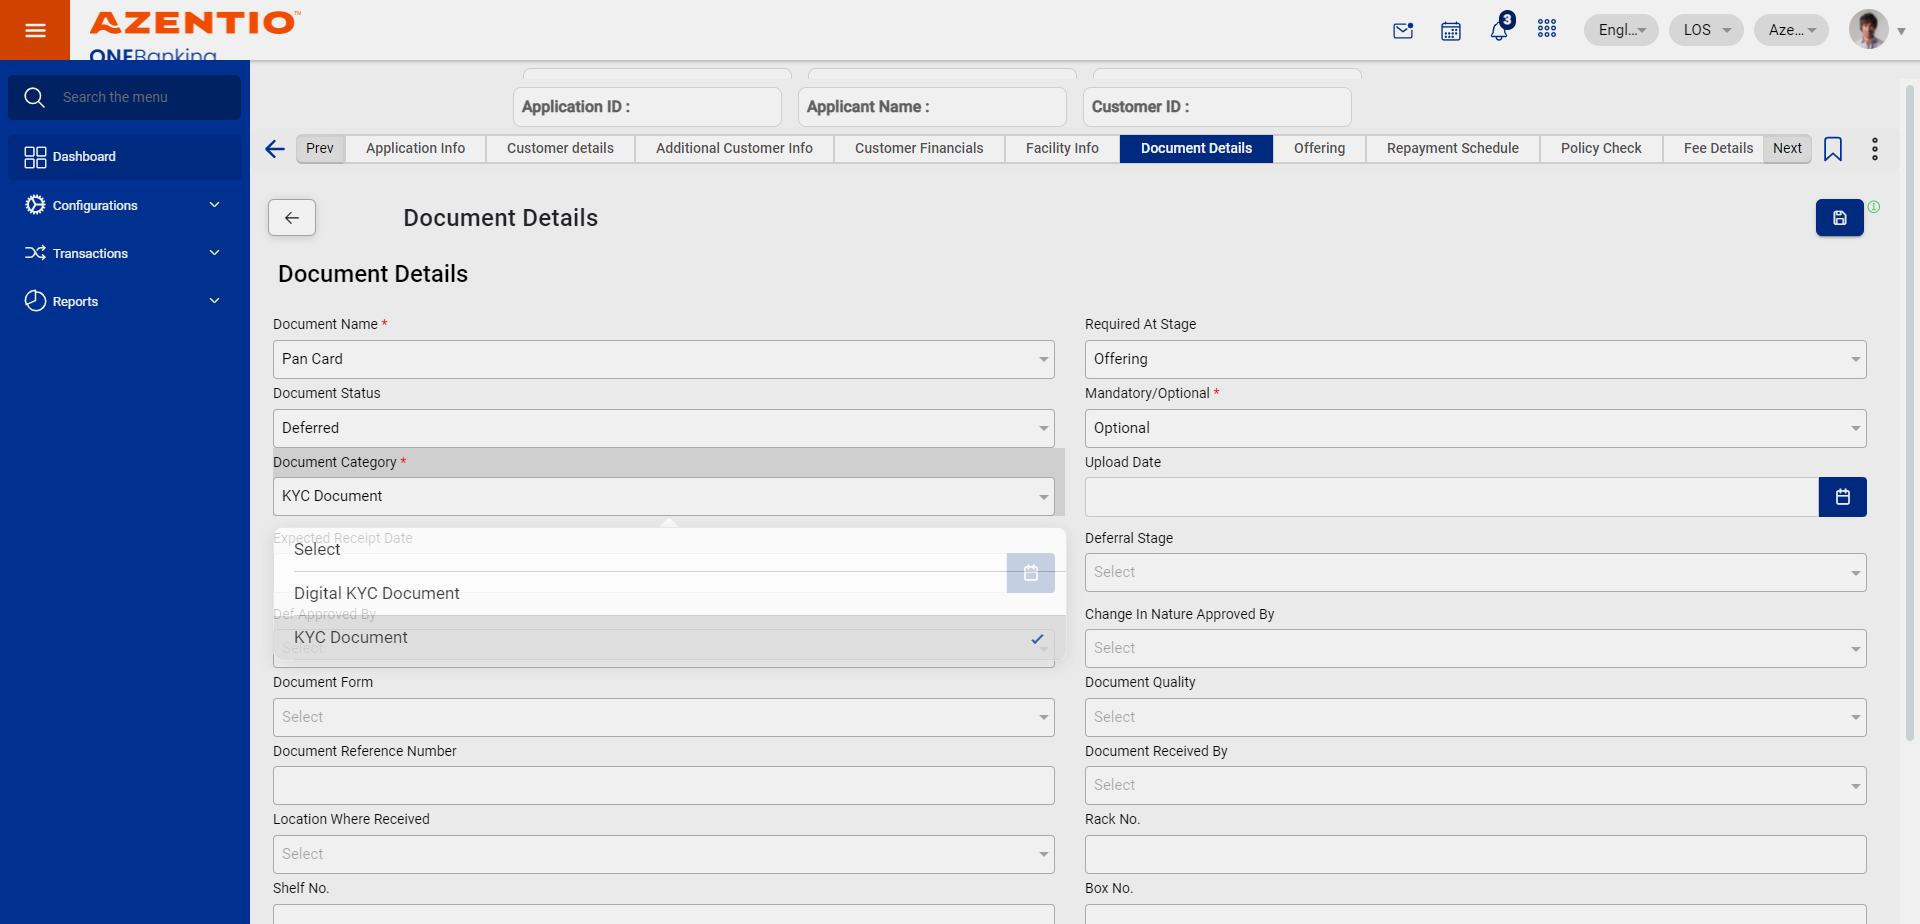 AZENTIO™
ONEBanking
3
Engl...
LOS
Aze...
Search the menu
Dashboard
Configurations
Transactions
Reports
Application ID :
Applicant Name :
Customer ID :
Prev
Application Info
Customer details
Additional Customer Info
Customer Financials
Facility Info
Document Details
Offering
Repayment Schedule
Policy Check
Fee Details
Next
Document Details
Document Details
Document Name *
Pan Card
Required At Stage
Offering
Document Status
Deferred
Mandatory/Optional *
Optional
Document Category *
KYC Document
Upload Date
Expected Receipt Date
Select
Digital KYC Document
KYC Document
Deferral Stage
Select
Def Approved By
Select
Change In Nature Approved By
Select
Document Form
Select
Document Quality
Select
Document Reference Number
Document Received By
Select
Location Where Received
Select
Rack No.
Shelf No.
Box No.